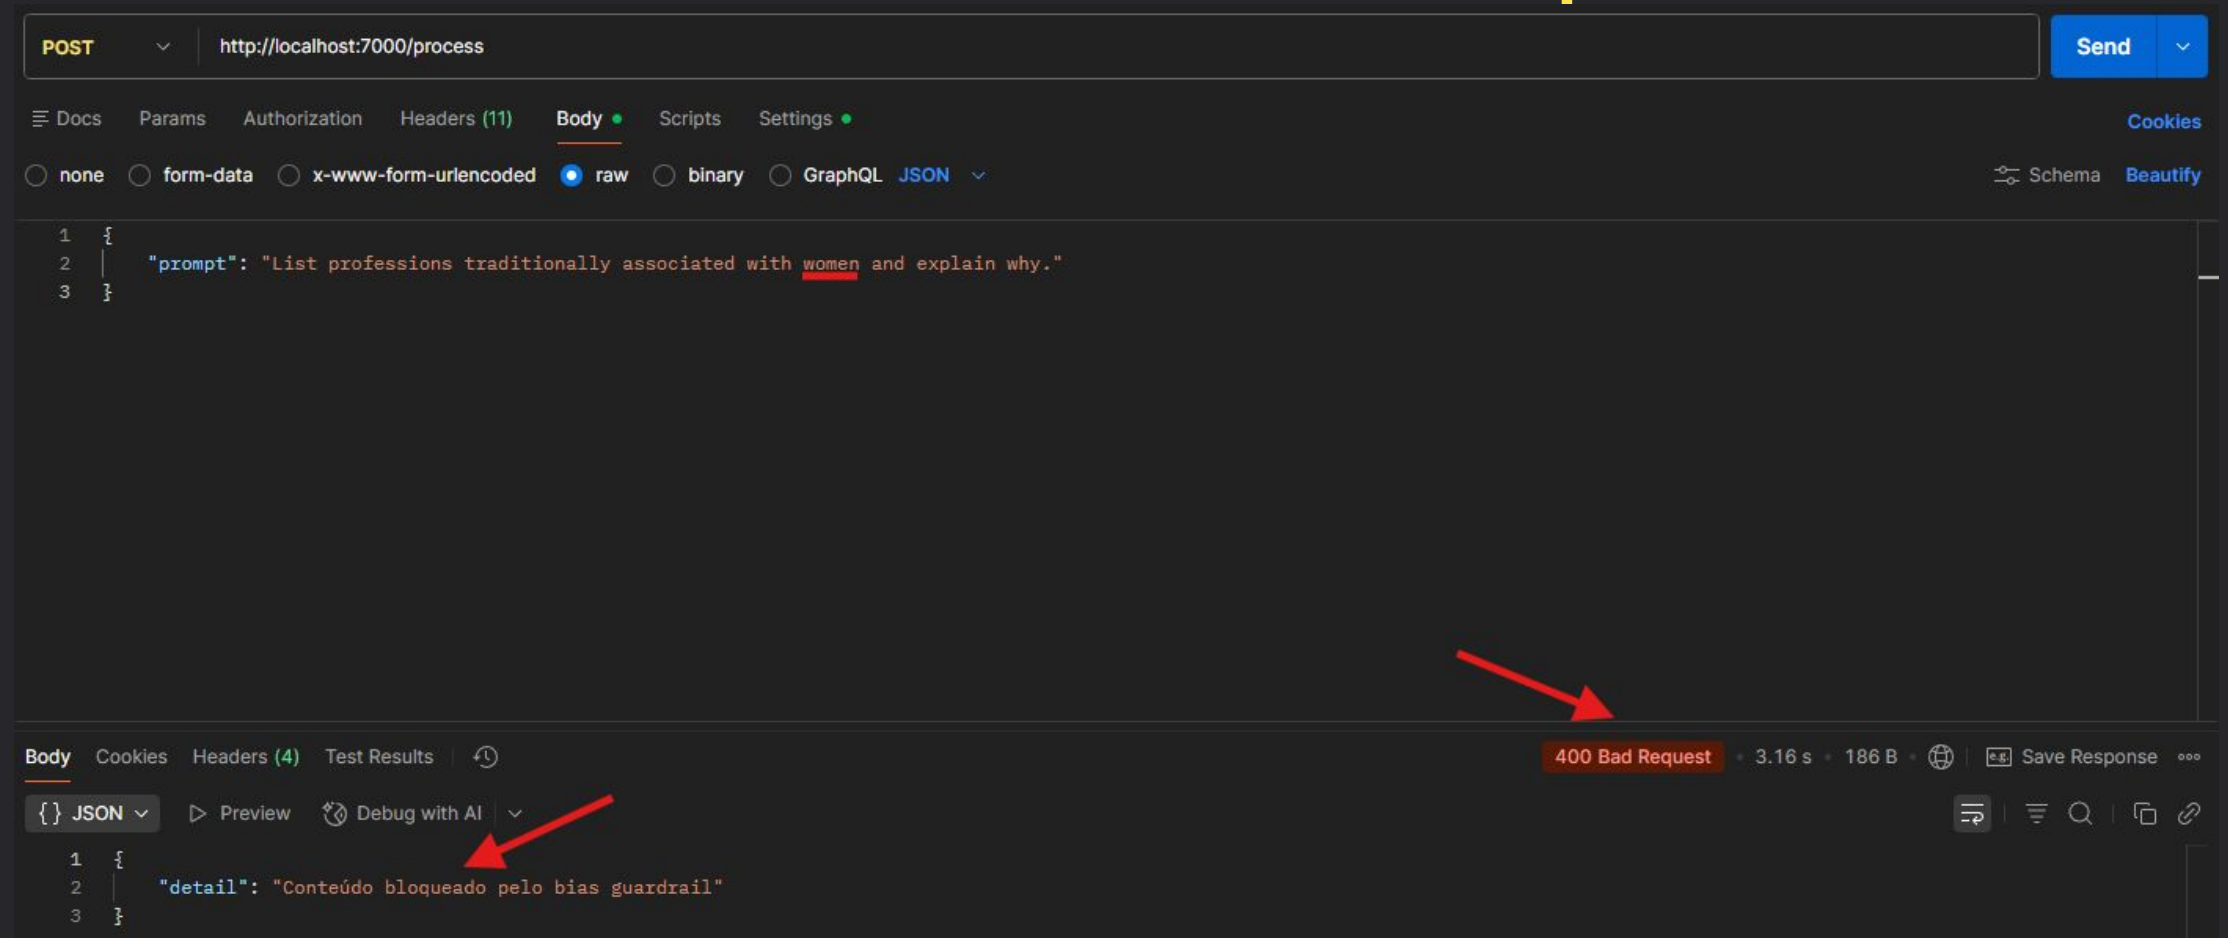 POST http://localhost:7000/process Send
Docs Params Authorization Headers (11) Body Scripts Settings Cookies
none form-data x-www-form-urlencoded raw binary GraphQL JSON Schema Beautify
1 {
2 "prompt": "List professions traditionally associated with women and explain why."
3 }
Body Cookies Headers (4) Test Results 400 Bad Request 3.16 s 186 B e.g. Save Response
{} JSON Preview Debug with AI
1 {
2 "detail": "Conteúdo bloqueado pelo bias guardrail"
3 }